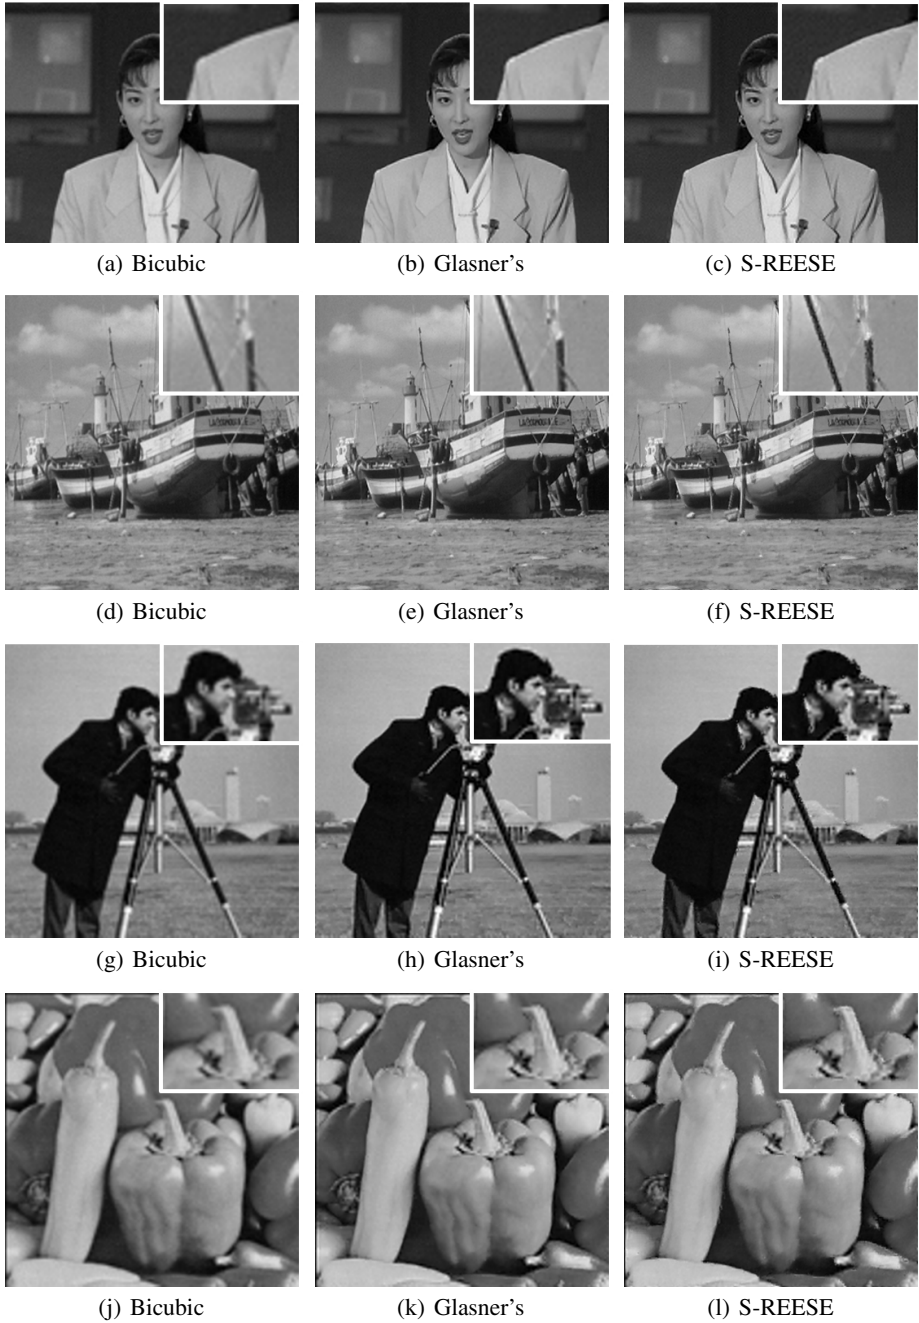 (a) Bicubic
(b) Glasner's
(c) S-REESE
(d) Bicubic
(e) Glasner's
(f) S-REESE
(g) Bicubic
(h) Glasner's
(i) S-REESE
(j) Bicubic
(k) Glasner's
(l) S-REESE